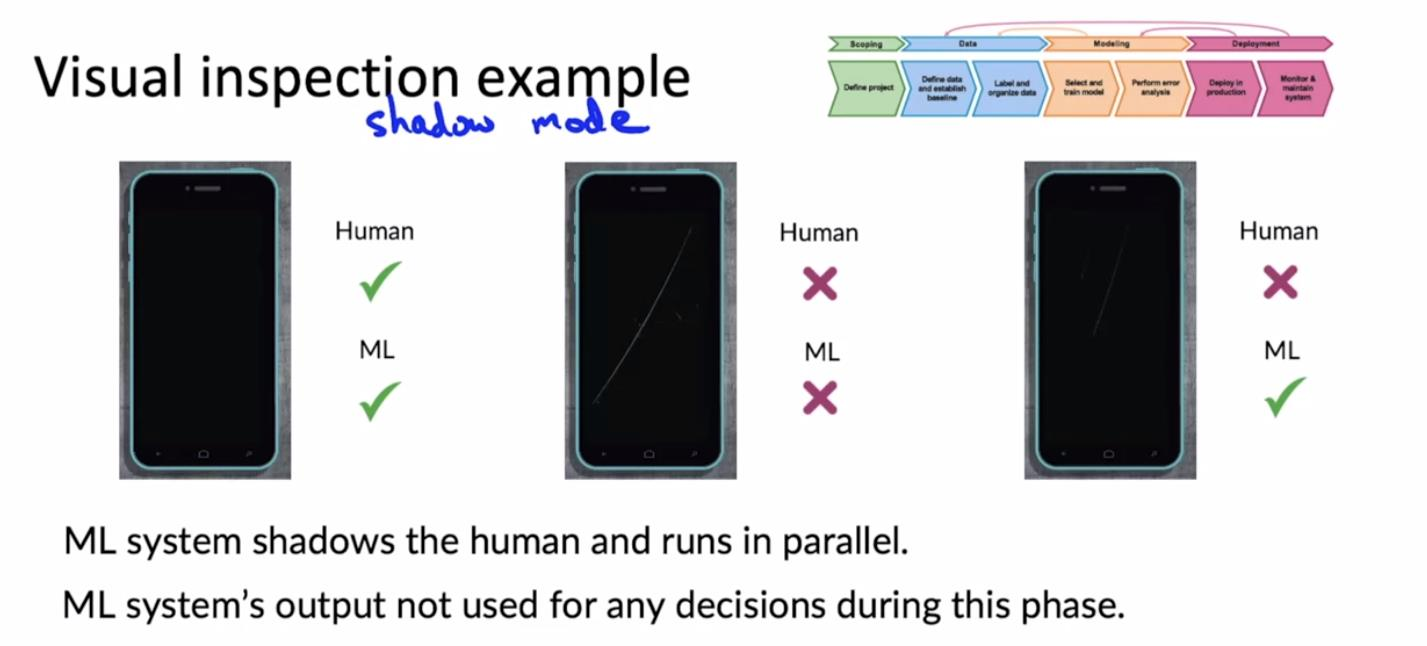 Visual inspection example
shadow mode
Scoping
Data
Modeling
Deployment
Define project
Define data
and establish
baseline
Label and
organize data
Select and
train model
Perform error
analysis
Deploy in
production
Monitor &
maintain
system
Human
ML
Human
ML
Human
ML
ML system shadows the human and runs in parallel.
ML system's output not used for any decisions during this phase.